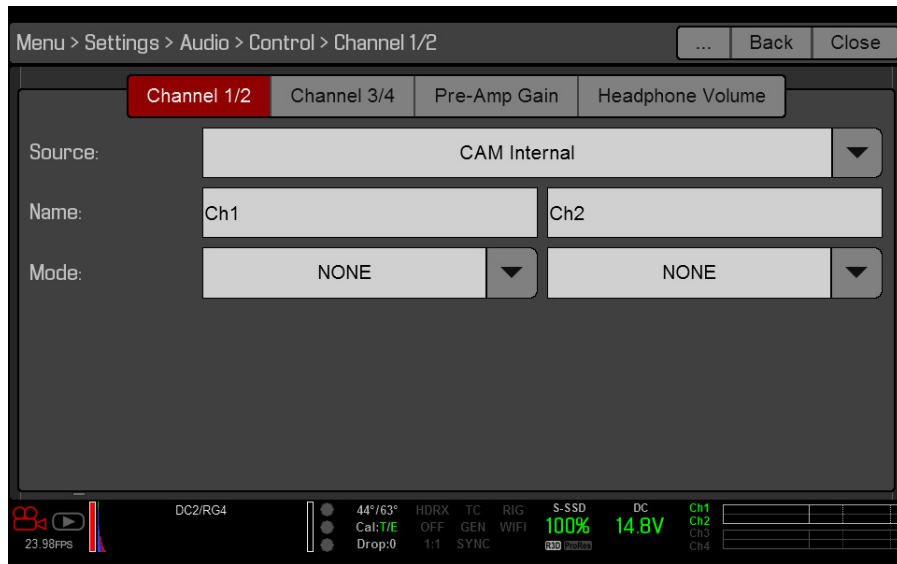 Menu > Settings > Audio > Control > Channel 1/2 ... Back Close
Channel 1/2 Channel 3/4 Pre-Amp Gain Headphone Volume
Source: CAM Internal
Name: Ch1 Ch2
Mode: NONE NONE
DC2/RG4 44°/63° HDRX TC RIG S-SSD DC Ch1
Cal:T/E OFF GEN WIFI 100% 14.8V Ch2
23.98FPS Drop:0 1:1 SYNC R3D ProRes Ch3
Ch4